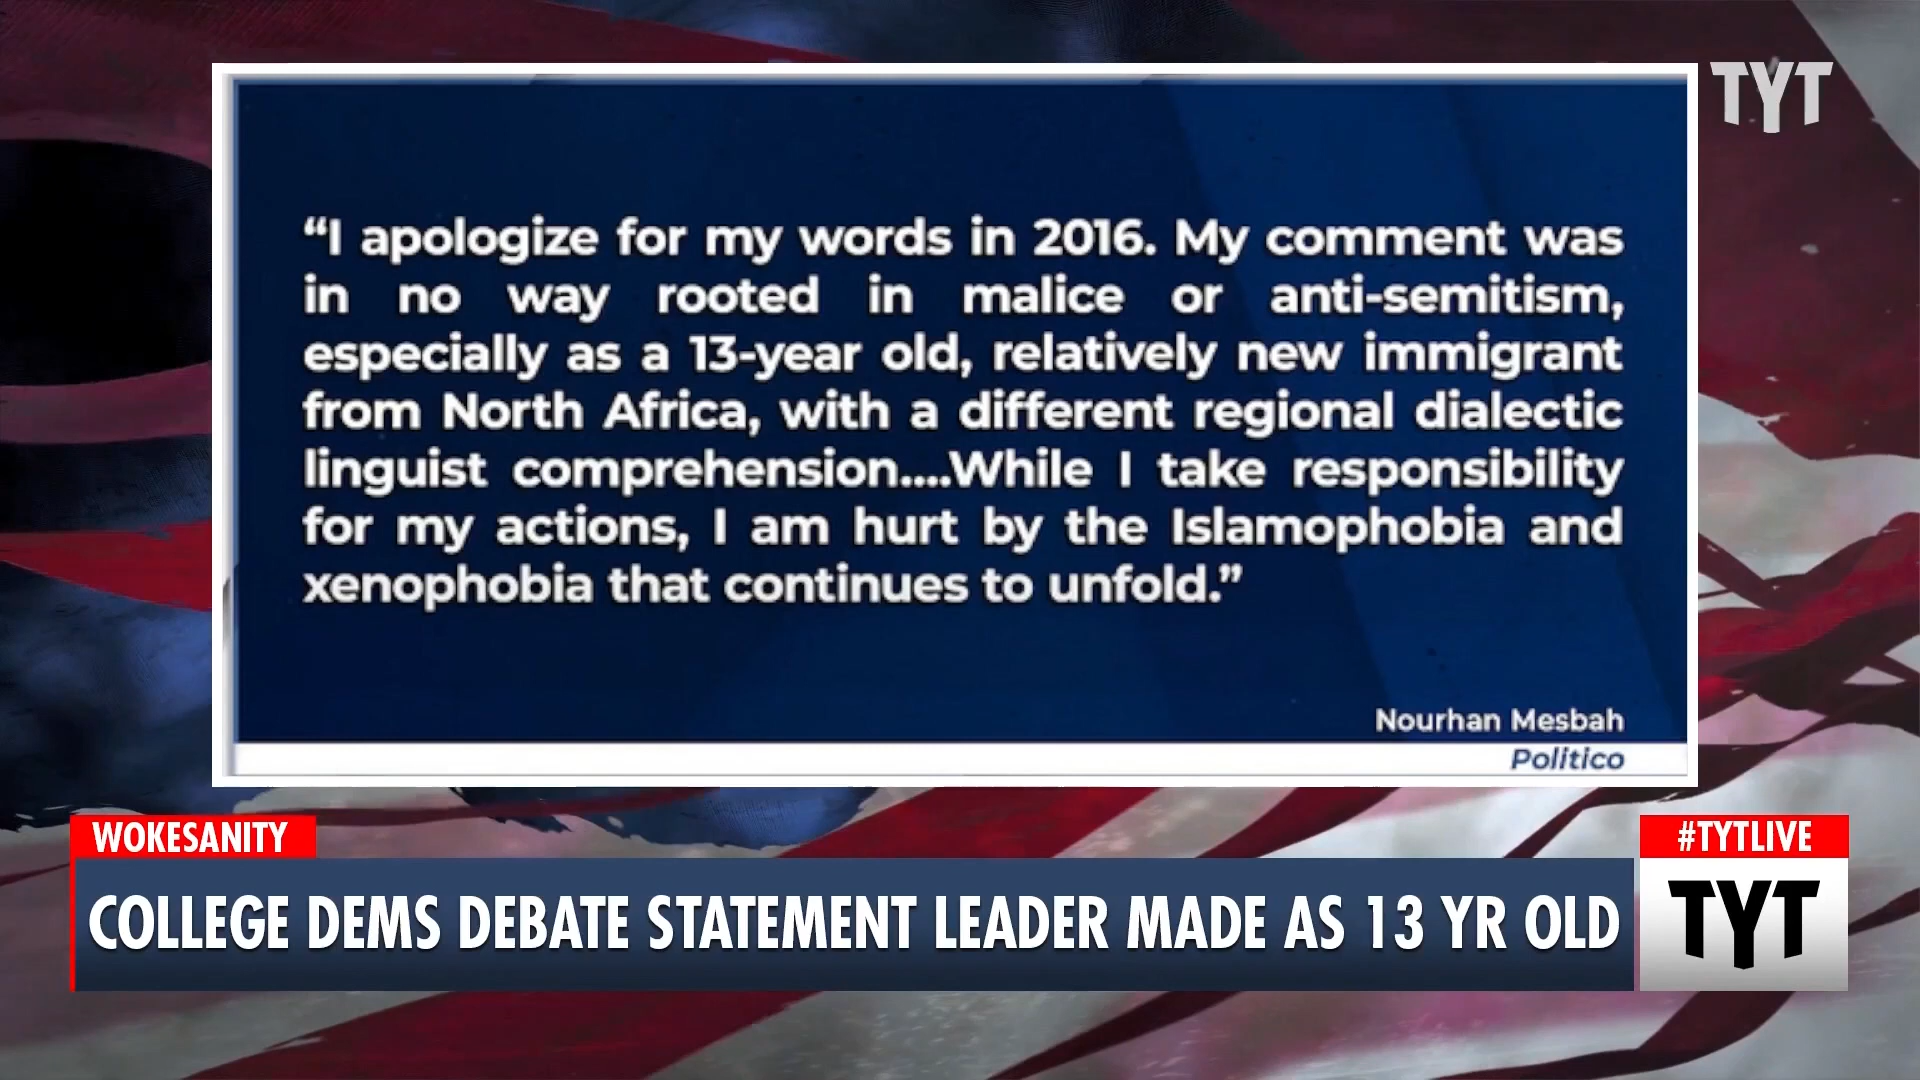 TYT
“I apologize for my words in 2016. My comment was
in no way rooted in malice or anti-semitism,
especially as a 13-year old, relatively new immigrant
from North Africa, with a different regional dialectic
linguist comprehension....While I take responsibility
for my actions, I am hurt by the Islamophobia and
xenophobia that continues to unfold.”
Nourhan Mesbah
Politico
WOKESANITY
#TYTLIVE
COLLEGE DEMS DEBATE STATEMENT LEADER MADE AS 13 YR OLD
TYT